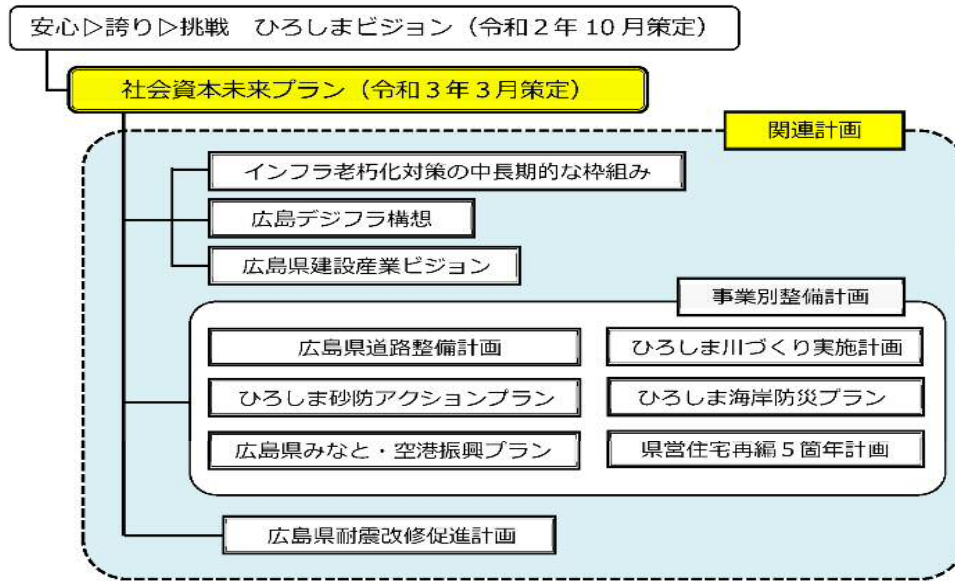 安心▷誇り▷挑戦　ひろしまビジョン（令和２年 10 月策定）
社会資本未来プラン（令和３年３月策定）
関連計画
インフラ老朽化対策の中長期的な枠組み
広島デジフラ構想
広島県建設産業ビジョン
事業別整備計画
広島県道路整備計画
ひろしま川づくり実施計画
ひろしま砂防アクションプラン
ひろしま海岸防災プラン
広島県みなと・空港振興プラン
県営住宅再編５箇年計画
広島県耐震改修促進計画